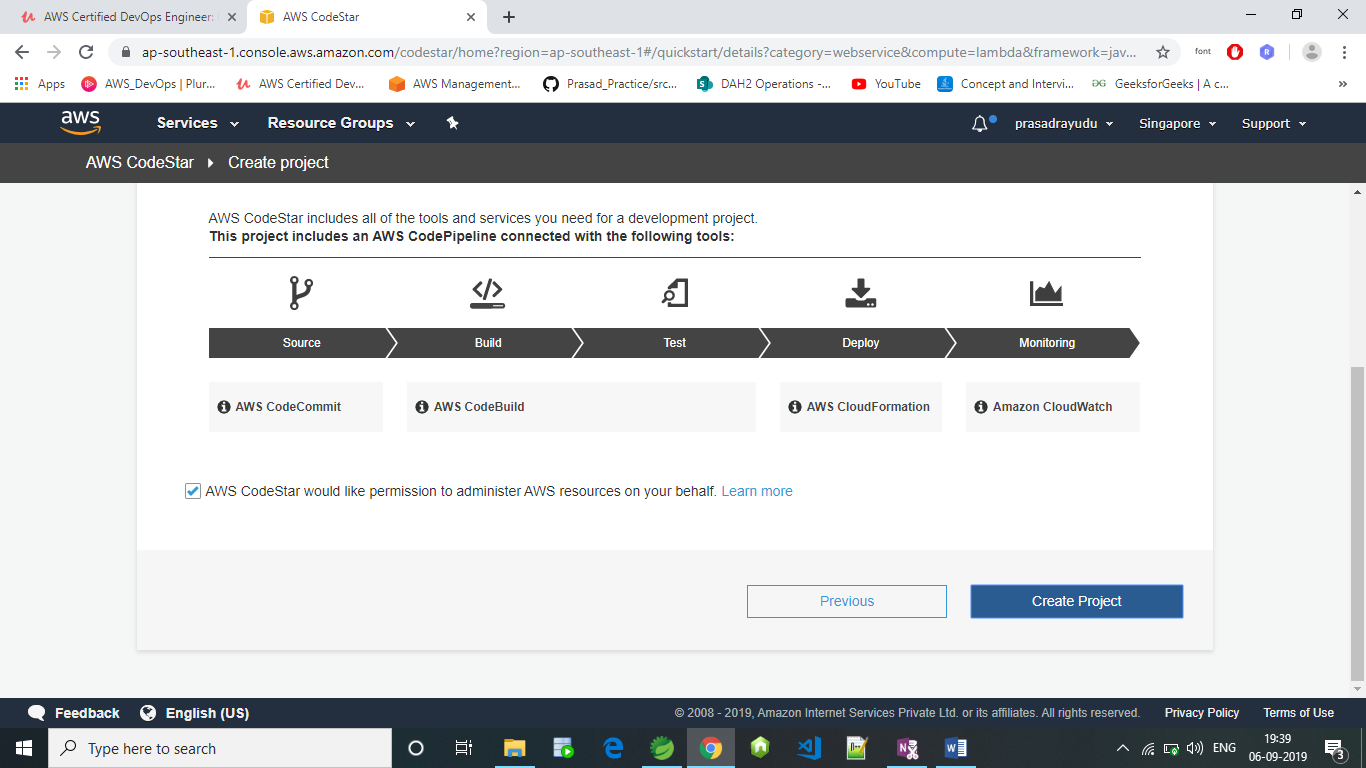 AWS Certified DevOps Engineer:
AWS CodeStar
ap-southeast-1.console.aws.amazon.com/codestar/home?region=ap-southeast-1#/quickstart/details?category=webservice&compute=lambda&framework=jav...
font
R
Apps
AWS_DevOps | Plur...
AWS Certified Dev...
AWS Management...
Prasad_Practice/src...
DAH2 Operations -...
YouTube
Concept and Intervi...
GeeksforGeeks | A c...
»
aws
Services
Resource Groups
prasadrayudu
Singapore
Support
AWS CodeStar
Create project
AWS CodeStar includes all of the tools and services you need for a development project.
This project includes an AWS CodePipeline connected with the following tools:
Source
Build
Test
Deploy
Monitoring
AWS CodeCommit
AWS CodeBuild
AWS CloudFormation
Amazon CloudWatch
AWS CodeStar would like permission to administer AWS resources on your behalf. Learn more
Previous
Create Project
Feedback
English (US)
© 2008 - 2019, Amazon Internet Services Private Ltd. or its affiliates. All rights reserved.
Privacy Policy
Terms of Use
Type here to search
ENG
19:39
06-09-2019
3